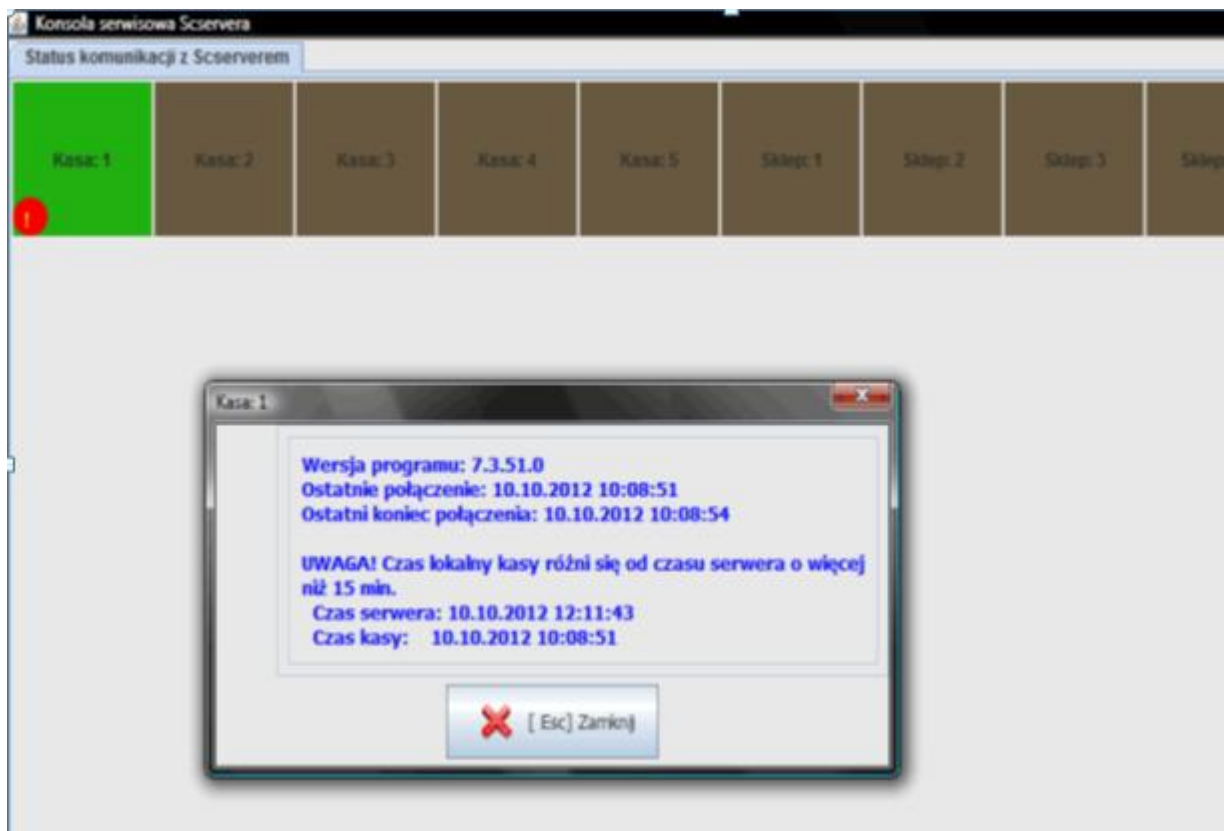 Konsola serwisowa Scservera
Status komunikacji z Scserverem
Kasa: 1
Kasa: 2
Kasa: 3
Kasa: 4
Kasa: 5
Sklep: 1
Sklep: 2
Sklep: 3
Sklep
!
Kasa: 1
X
Wersja programu: 7.3.51.0
Ostatnie połączenie: 10.10.2012 10:08:51
Ostatni koniec połączenia: 10.10.2012 10:08:54
UWAGA! Czas lokalny kasy różni się od czasu serwera o więcej
niż 15 min.
Czas serwera: 10.10.2012 12:11:43
Czas kasy: 10.10.2012 10:08:51
[ Esc] Zamknij